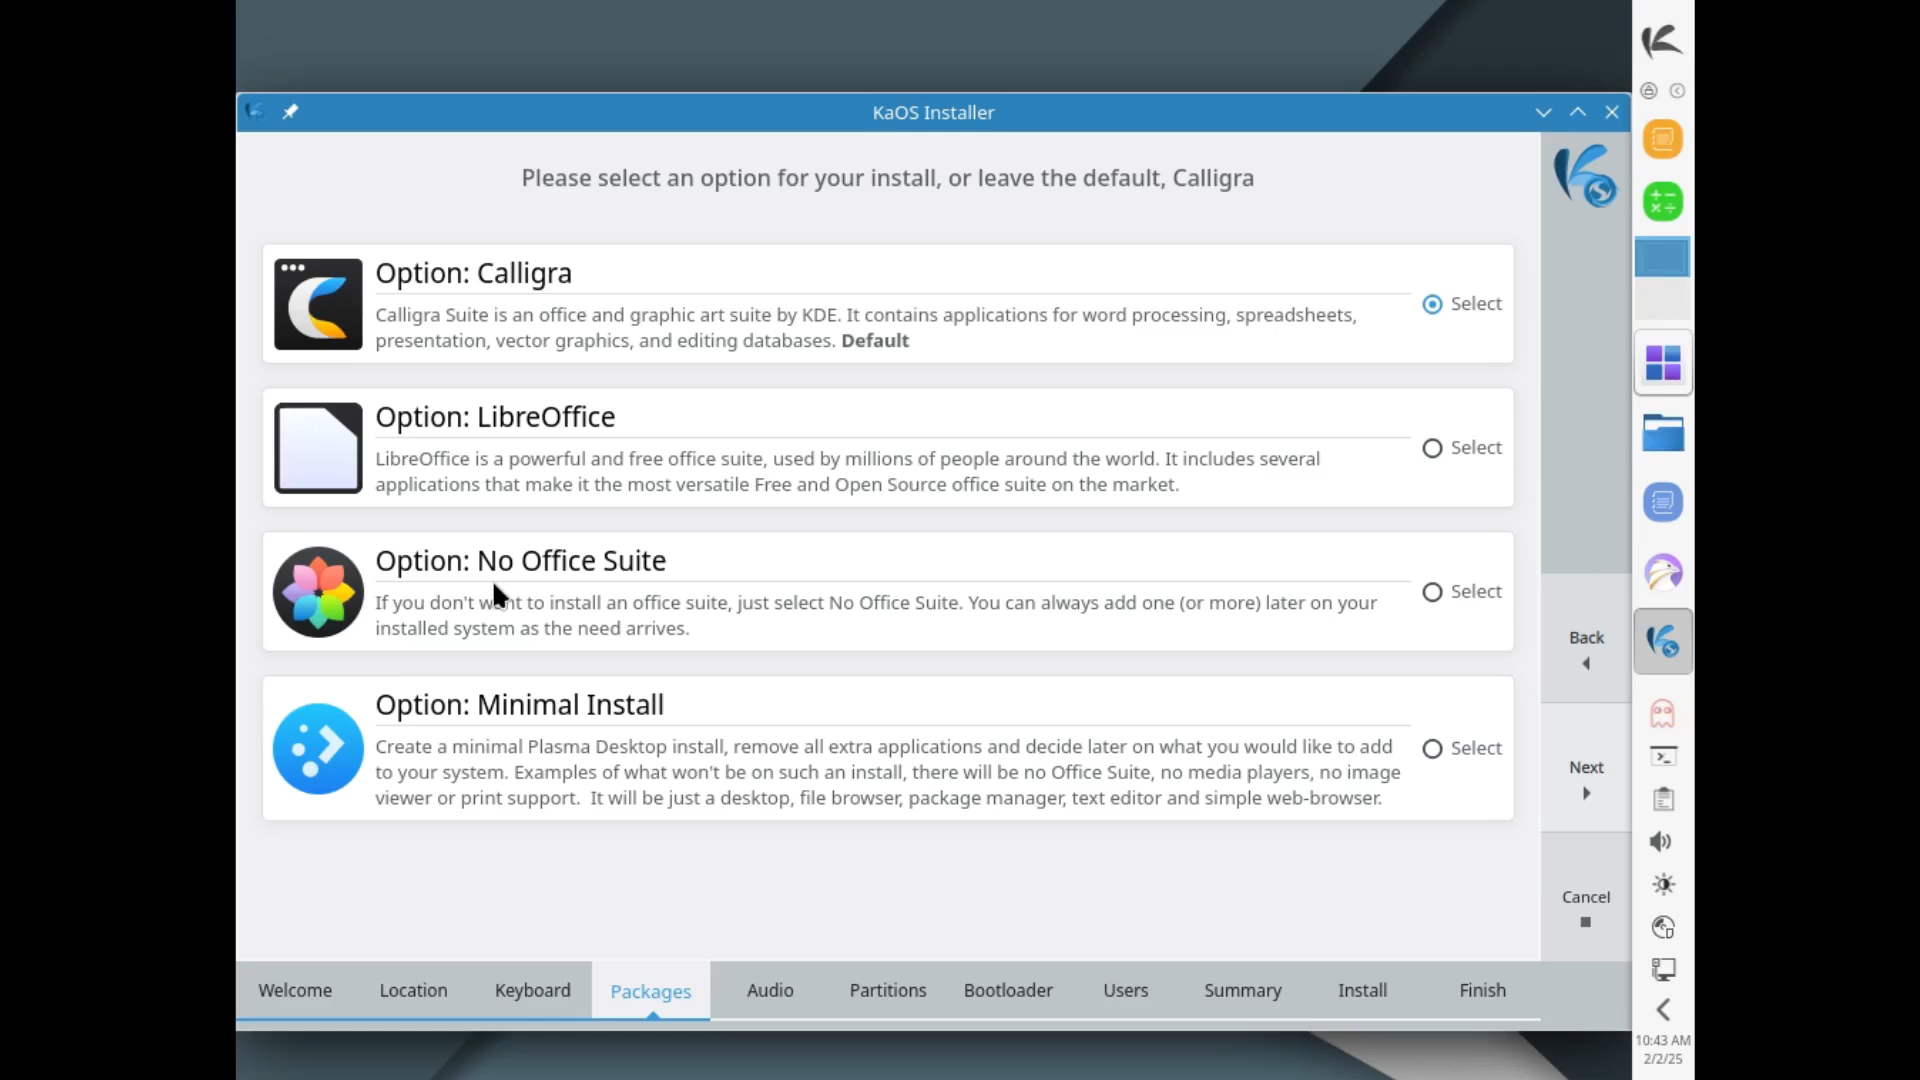 KaOS Installer
Please select an option for your install, or leave the default, Calligra
Option: Calligra
Calligra Suite is an office and graphic art suite by KDE. It contains applications for word processing, spreadsheets,
presentation, vector graphics, and editing databases. Default
Select
Option: LibreOffice
LibreOffice is a powerful and free office suite, used by millions of people around the world. It includes several
applications that make it the most versatile Free and Open Source office suite on the market.
Select
Option: No Office Suite
If you don't want to install an office suite, just select No Office Suite. You can always add one (or more) later on your
installed system as the need arrives.
Select
Option: Minimal Install
Create a minimal Plasma Desktop install, remove all extra applications and decide later on what you would like to add
to your system. Examples of what won't be on such an install, there will be no Office Suite, no media players, no image
viewer or print support.  It will be just a desktop, file browser, package manager, text editor and simple web-browser.
Select
Back
Next
Cancel
Welcome
Location
Keyboard
Packages
Audio
Partitions
Bootloader
Users
Summary
Install
Finish
10:43 AM
2/2/25